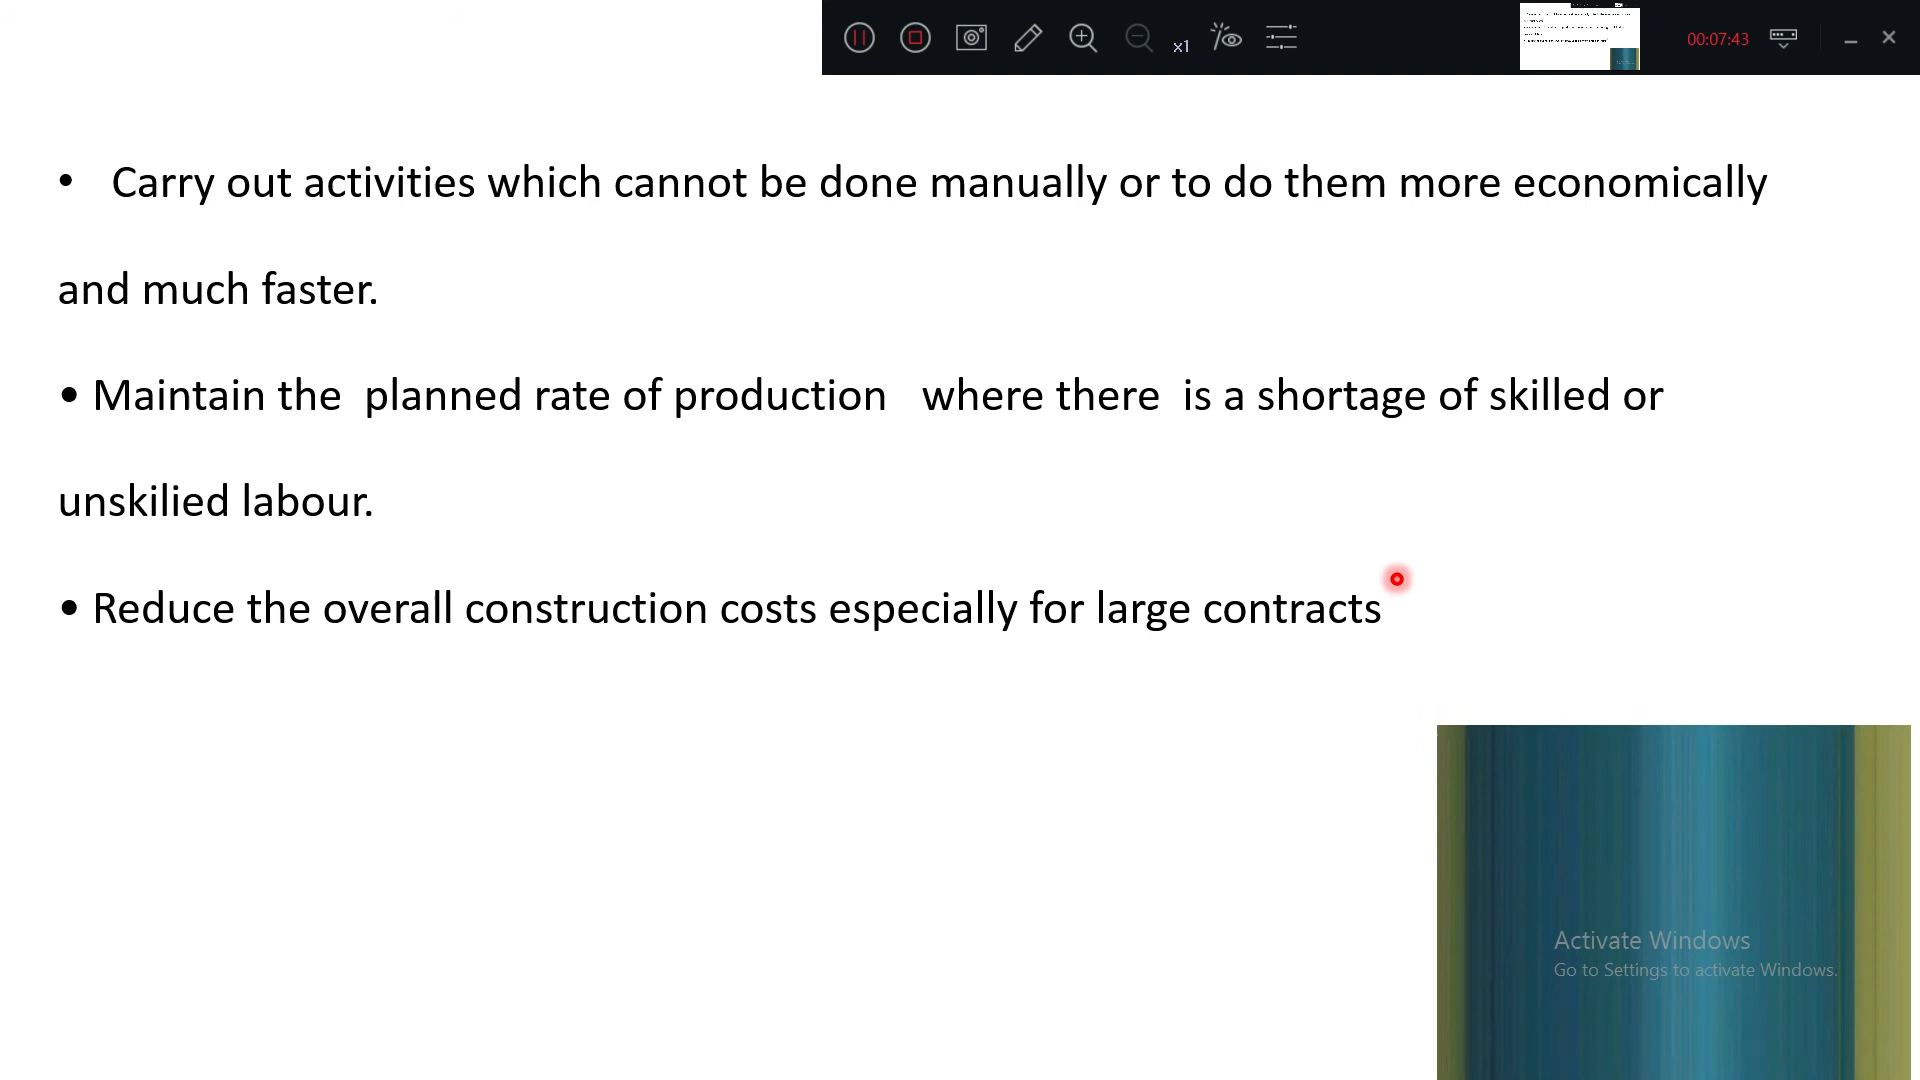 x1
00:07:43
• Carry out activities which cannot be done manually or to do them more economically
and much faster.
• Maintain the planned rate of production where there is a shortage of skilled or
unskilied labour.
• Reduce the overall construction costs especially for large contracts
Activate Windows
Go to Settings to activate Windows.